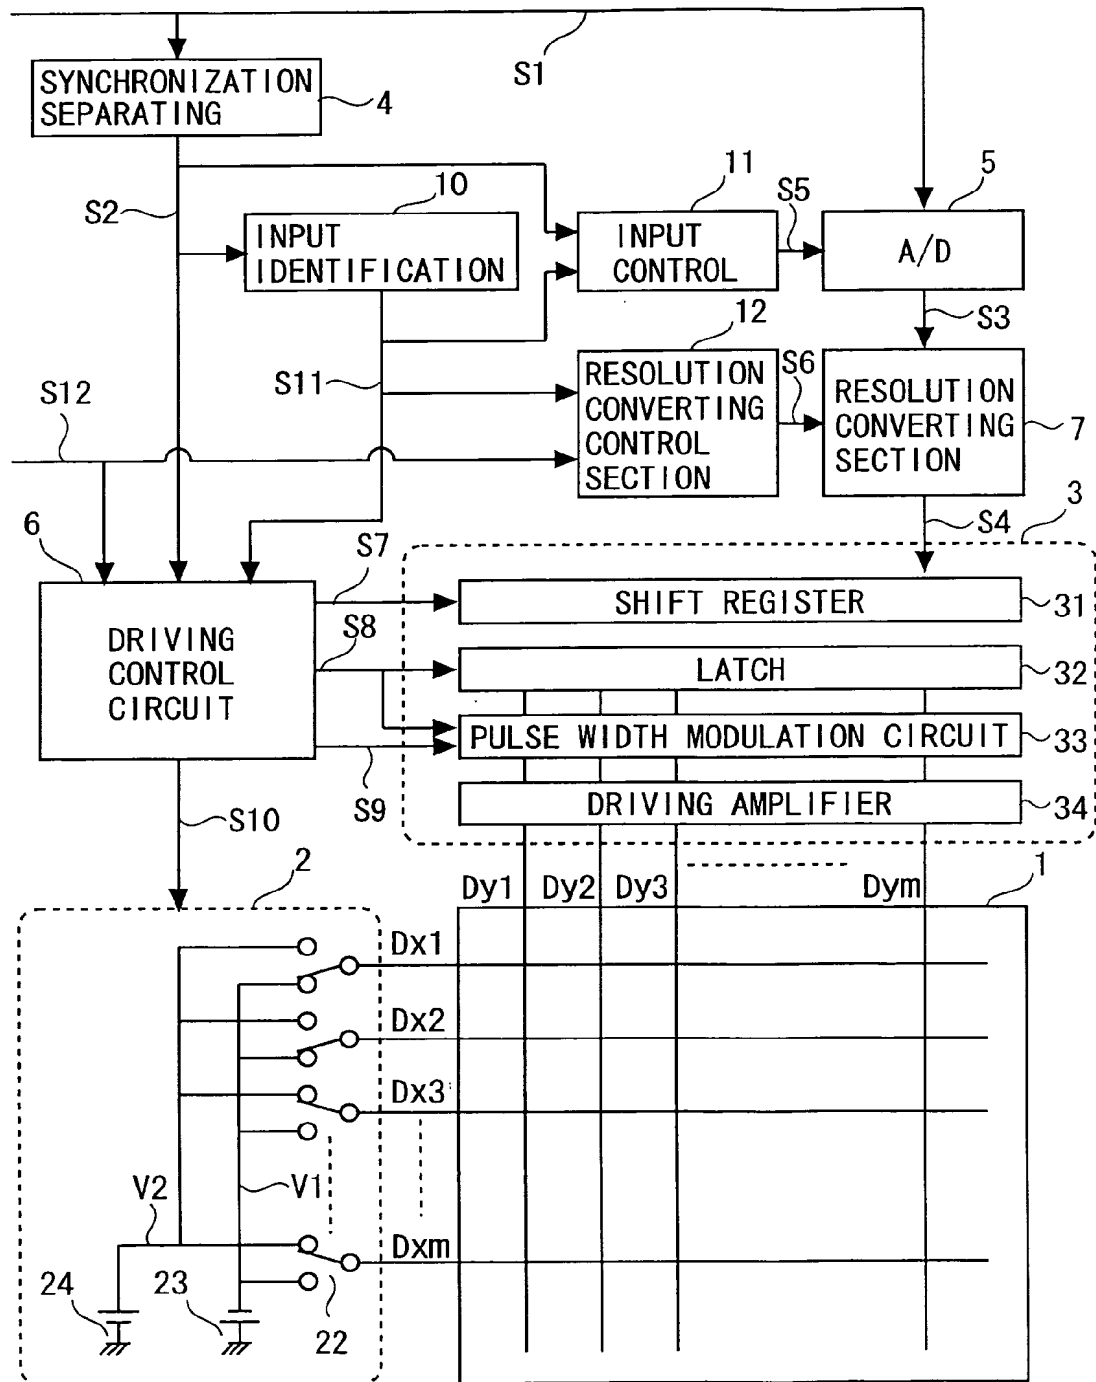 S1
SYNCHRONIZATION
SEPARATING
4
S2
10
INPUT
IDENTIFICATION
11
INPUT
CONTROL
S5
5
A/D
S3
12
S11
RESOLUTION
CONVERTING
CONTROL
SECTION
S6
RESOLUTION
CONVERTING
SECTION
7
S12
S4
3
6
DRIVING
CONTROL
CIRCUIT
S7
SHIFT REGISTER
31
S8
LATCH
32
PULSE WIDTH MODULATION CIRCUIT
33
S9
DRIVING AMPLIFIER
34
S10
2
Dy1
Dy2
Dy3
Dym
1
Dx1
Dx2
Dx3
V2
V1
Dxm
24
23
22